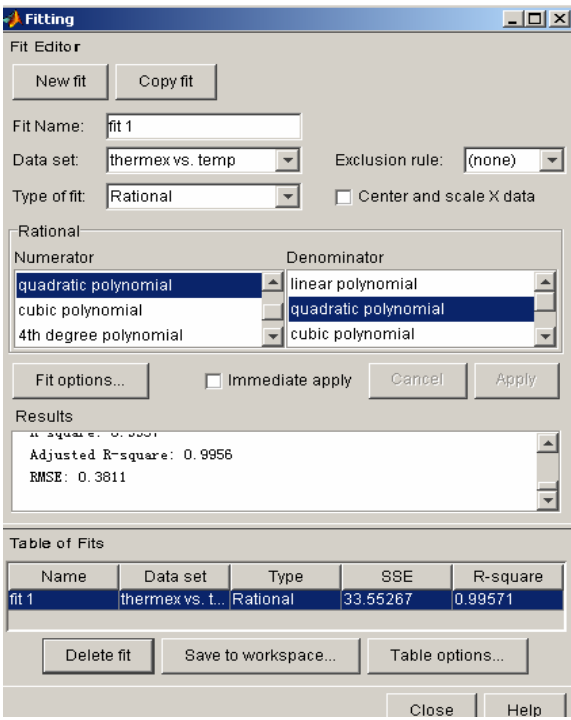 Fitting
Fit Editor
New fit
Copy fit
Fit Name:
fit 1
Data set:
thermex vs. temp
Exclusion rule:
(none)
Type of fit:
Rational
Center and scale X data
Rational
Numerator
Denominator
quadratic polynomial
cubic polynomial
4th degree polynomial
linear polynomial
quadratic polynomial
cubic polynomial
Fit options...
Immediate apply
Cancel
Apply
Results
Adjusted R-square: 0.9956
RMSE: 0.3811
Table of Fits
Name Data set Type SSE R-square
fit 1 thermex vs. t... Rational 33.55267 0.99571
Delete fit
Save to workspace...
Table options...
Close
Help